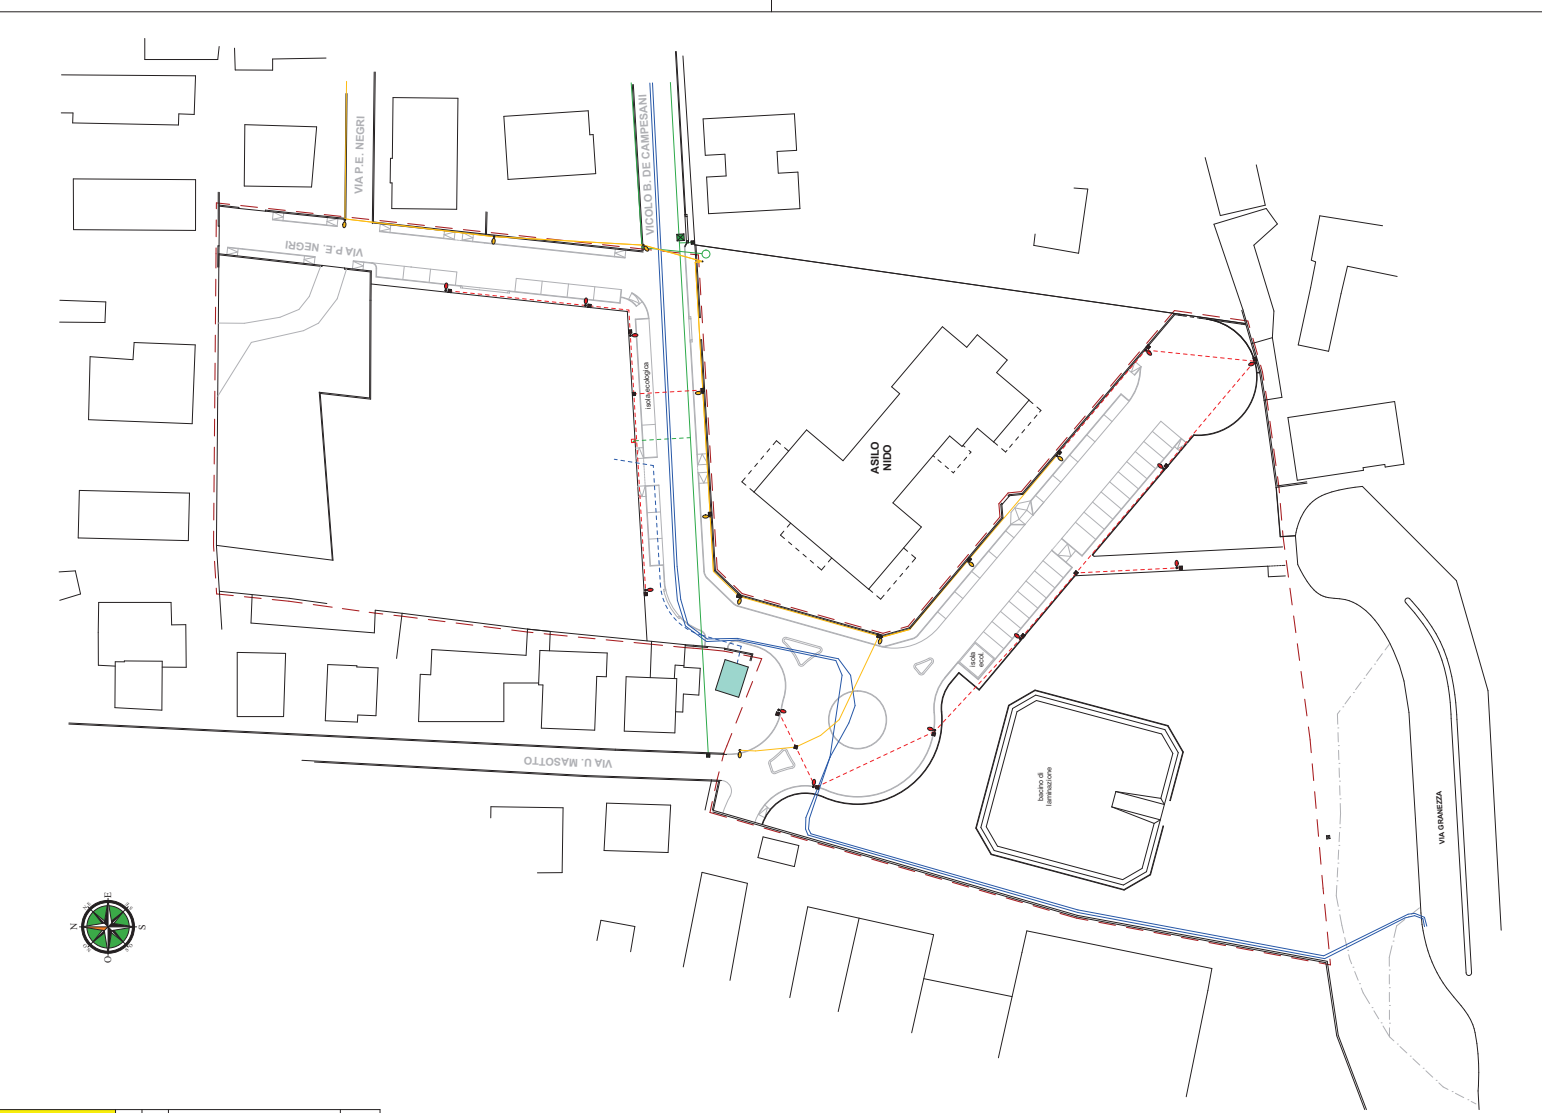 VIA P.E. NEGRI
VICOLO B. DE CAMPESANI
VIA P.E. NEGRI
isola ecologica
ASILO
NIDO
isola
ecol.
VIA U. MASOTTO
bacino di
laminazione
VIA GRANEZZA
E
N
S
O